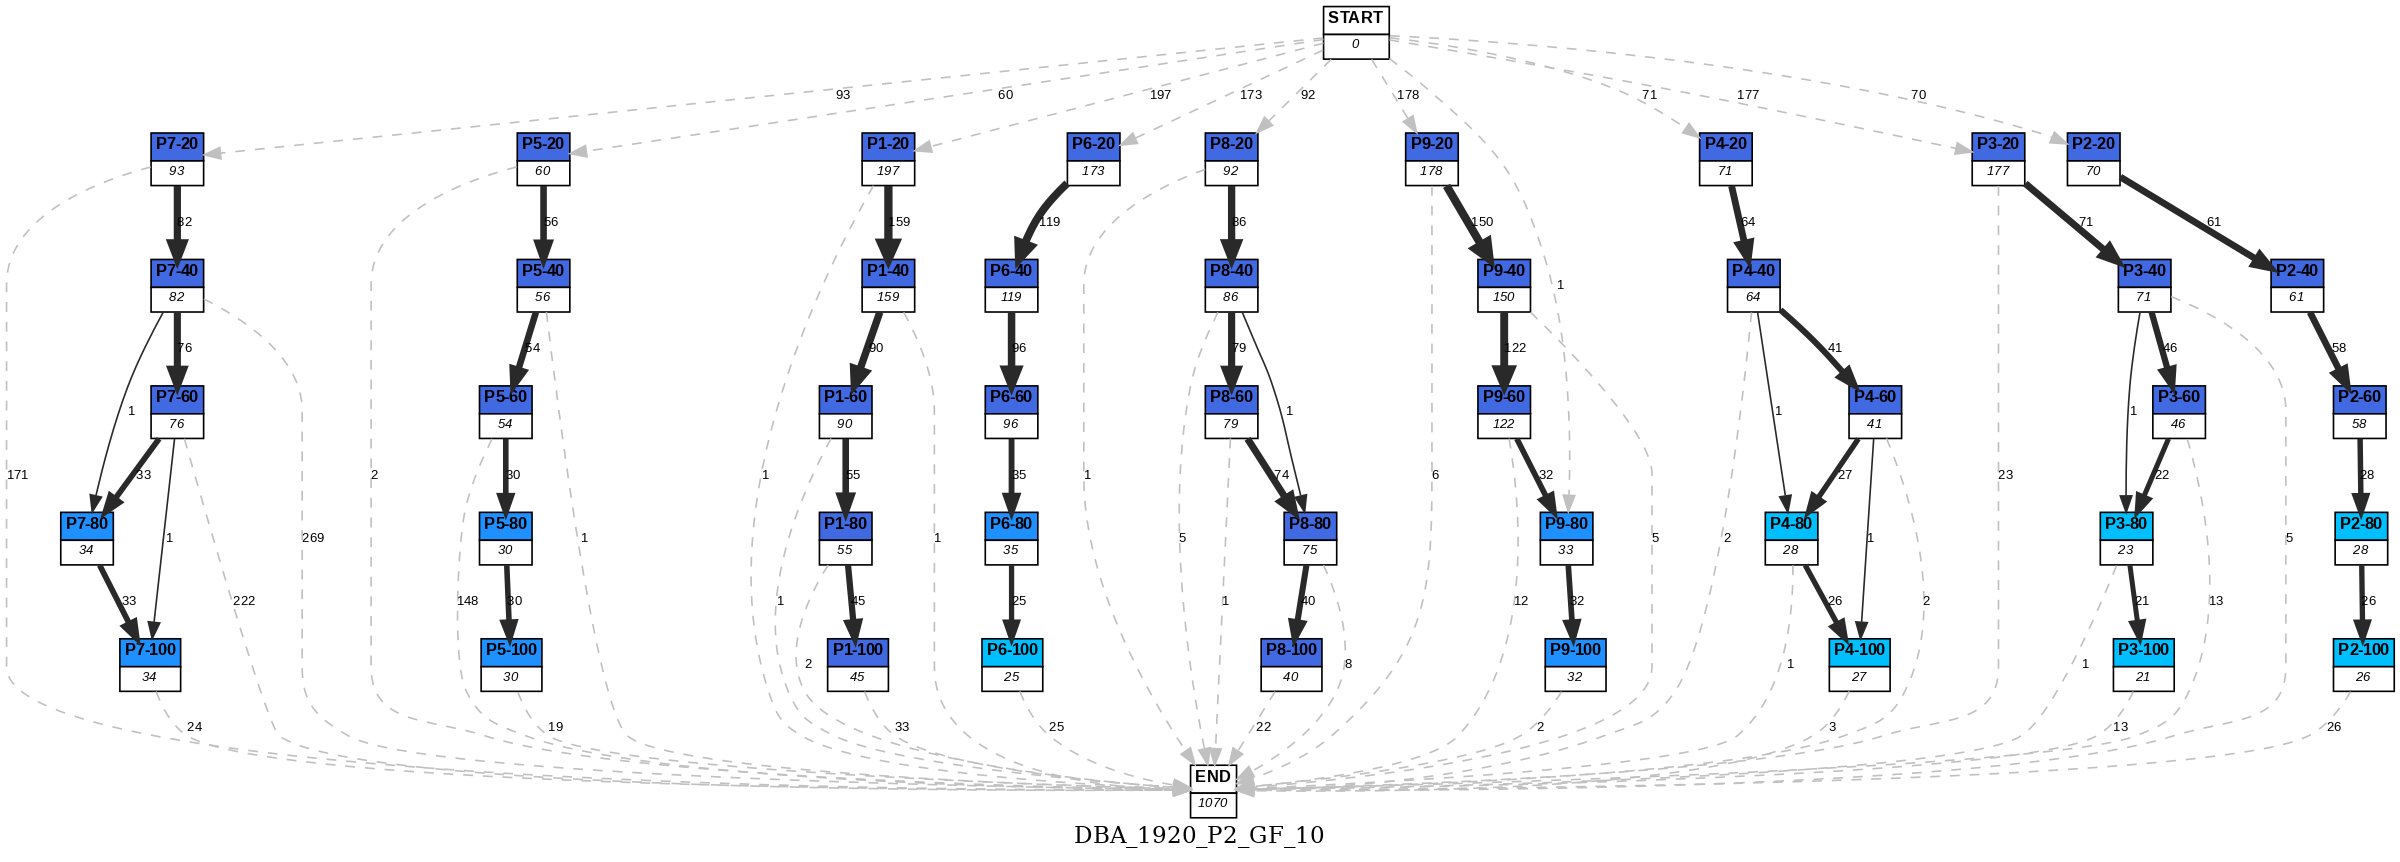 START
0
93
60
197
173
92
178
71
177
70
P7-20
93
P5-20
60
P1-20
197
P6-20
173
P8-20
92
P9-20
178
P4-20
71
P3-20
177
P2-20
70
82
56
159
119
86
150
64
71
61
1
P7-40
82
P5-40
56
P1-40
159
P6-40
119
P8-40
86
P9-40
150
P4-40
64
P3-40
71
P2-40
61
76
54
90
96
79
122
41
46
58
P7-60
76
P5-60
54
P1-60
90
P6-60
96
P8-60
79
P9-60
122
P4-60
41
P3-60
46
P2-60
58
1
1
1
1
171
33
269
2
30
1
55
1
35
1
74
6
32
27
22
23
28
P7-80
34
P5-80
30
P1-80
55
P6-80
35
P8-80
75
P9-80
33
P4-80
28
P3-80
23
P2-80
28
5
1
12
5
2
1
5
33
222
148
30
1
45
25
1
40
32
26
2
21
13
26
P7-100
34
P5-100
30
P1-100
45
P6-100
25
P8-100
40
P9-100
32
P4-100
27
P3-100
21
P2-100
26
2
8
1
1
24
19
33
25
22
2
3
13
26
END
1070
DBA_1920_P2_GF_10